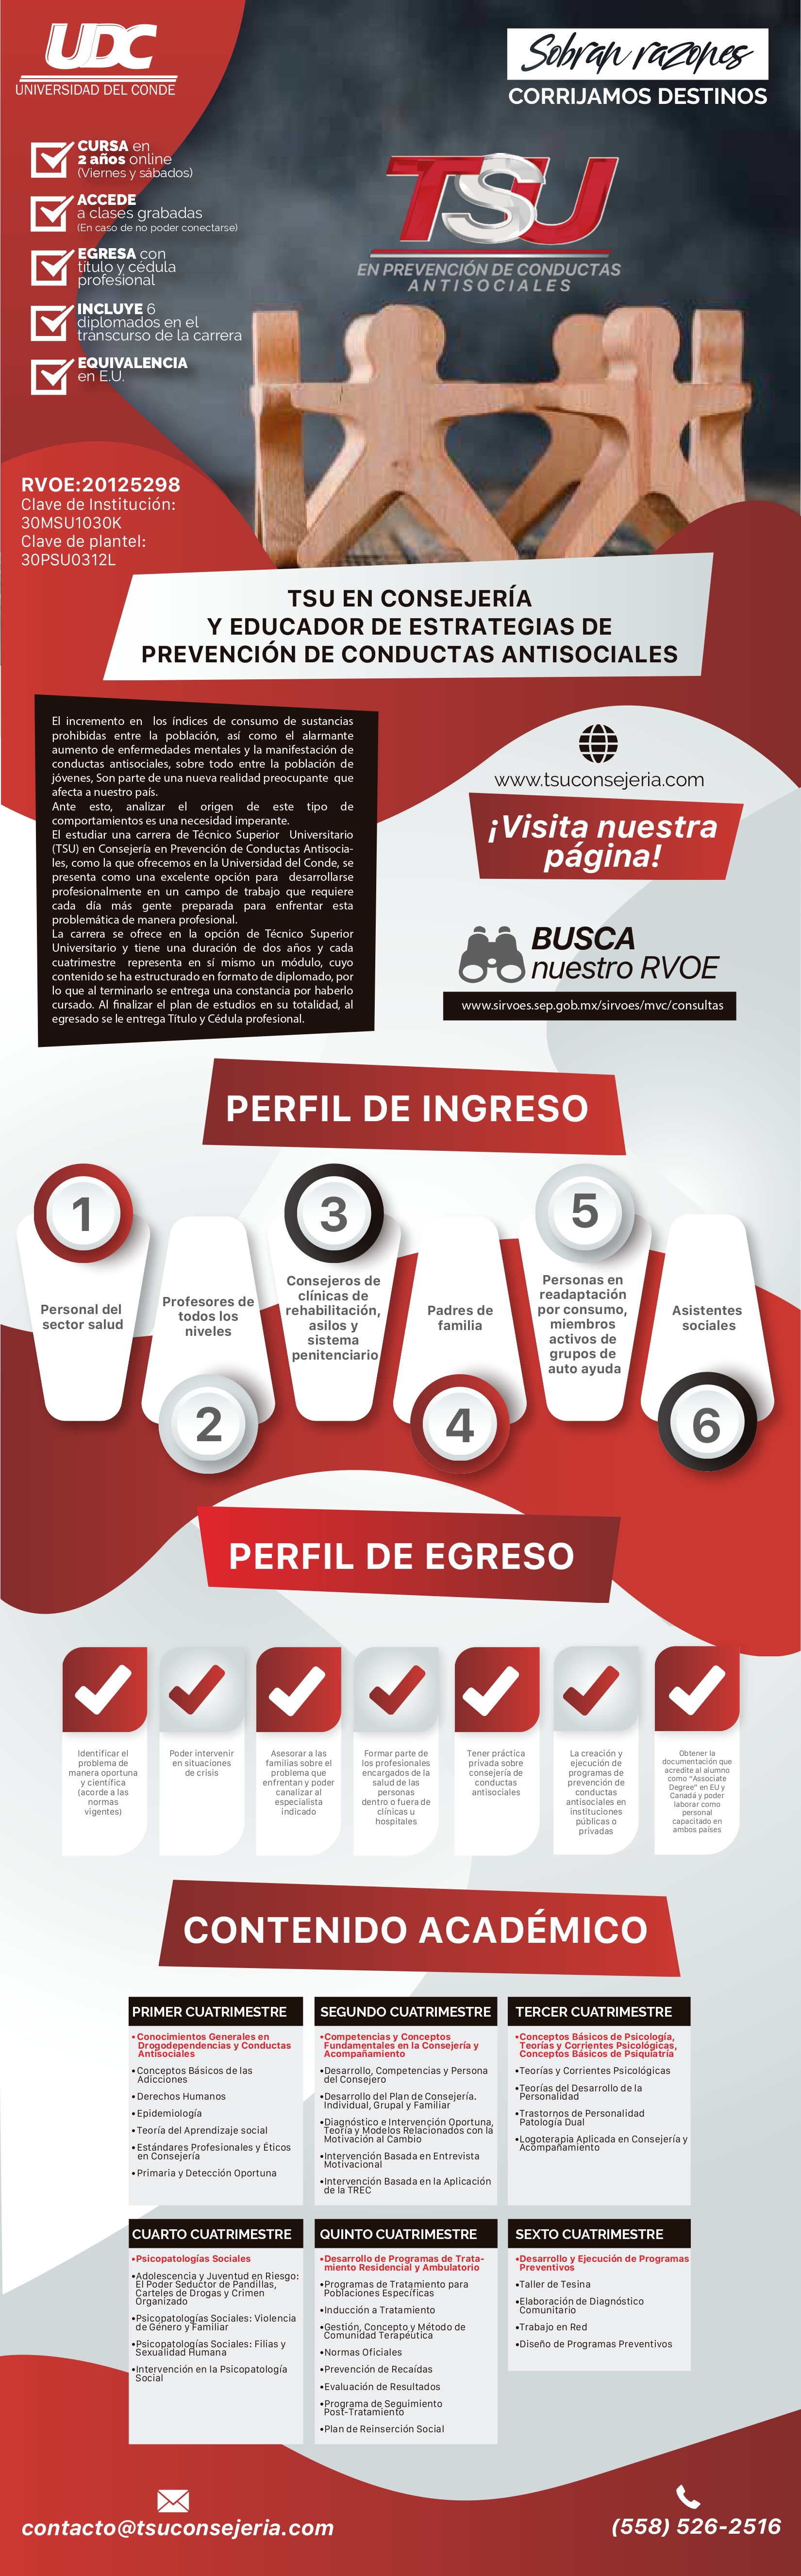 UDC
UNIVERSIDAD DEL CONDE
Sobran razones
CORRIJAMOS DESTINOS
CURSA en
2 años online
(Viernes y sábados)
ACCEDE
a clases grabadas
(En caso de no poder conectarse)
EGRESA con
título y cédula
profesional
INCLUYE 6
diplomados en el
transcurso de la carrera
EQUIVALENCIA
en E.U.
TSU
EN PREVENCIÓN DE CONDUCTAS
ANTISOCIALES
RVOE:20125298
Clave de Institución:
30MSU1030K
Clave de plantel:
30PSU0312L
TSU EN CONSEJERÍA
Y EDUCADOR DE ESTRATEGIAS DE
PREVENCIÓN DE CONDUCTAS ANTISOCIALES
El incremento en los índices de consumo de sustancias
prohibidas entre la población, así como el alarmante
aumento de enfermedades mentales y la manifestación de
conductas antisociales, sobre todo entre la población de
jóvenes, Son parte de una nueva realidad preocupante que
afecta a nuestro país.
Ante esto, analizar el origen de este tipo de
comportamientos es una necesidad imperante.
El estudiar una carrera de Técnico Superior Universitario
(TSU) en Consejería en Prevención de Conductas Antisocia-
les, como la que ofrecemos en la Universidad del Conde, se
presenta como una excelente opción para desarrollarse
profesionalmente en un campo de trabajo que requiere
cada día más gente preparada para enfrentar esta
problemática de manera profesional.
La carrera se ofrece en la opción de Técnico Superior
Universitario y tiene una duración de dos años y cada
cuatrimestre representa en sí mismo un módulo, cuyo
contenido se ha estructurado en formato de diplomado, por
lo que al terminarlo se entrega una constancia por haberlo
cursado. Al finalizar el plan de estudios en su totalidad, al
egresado se le entrega Título y Cédula profesional.
www.tsuconsejeria.com
¡Visita nuestra
página!
BUSCA
nuestro RVOE
www.sirvoes.sep.gob.mx/sirvoes/mvc/consultas
PERFIL DE INGRESO
1
Personal del
sector salud
Profesores de
todos los
niveles
2
3
Consejeros de
clínicas de
rehabilitación,
asilos y
sistema
penitenciario
Padres de
familia
4
5
Personas en
readaptación
por consumo,
miembros
activos de
grupos de
auto ayuda
Asistentes
sociales
6
PERFIL DE EGRESO
Identificar el
problema de
manera oportuna
y científica
(acorde a las
normas
vigentes)
Poder intervenir
en situaciones
de crisis
Asesorar a las
familias sobre el
problema que
enfrentan y poder
canalizar al
especialista
indicado
Formar parte de
los profesionales
encargados de la
salud de las
personas
dentro o fuera de
clínicas u
hospitales
Tener práctica
privada sobre
consejería de
conductas
antisociales
La creación y
ejecución de
programas de
prevención de
conductas
antisociales en
instituciones
públicas o
privadas
Obtener la
documentación que
acredite al alumno
como "Associate
Degree" en EU y
Canadá y poder
laborar como
personal
capacitado en
ambos países
CONTENIDO ACADÉMICO
PRIMER CUATRIMESTRE
•Conocimientos Generales en
Drogodependencias y Conductas
Antisociales
•Conceptos Básicos de las
Adicciones
•Derechos Humanos
•Epidemiología
•Teoría del Aprendizaje social
•Estándares Profesionales y Éticos
en Consejería
•Primaria y Detección Oportuna
SEGUNDO CUATRIMESTRE
•Competencias y Conceptos
Fundamentales en la Consejería y
Acompañamiento
•Desarrollo, Competencias y Persona
del Consejero
•Desarrollo del Plan de Consejería.
Individual, Grupal y Familiar
•Diagnóstico e Intervención Oportuna,
Teoría y Modelos Relacionados con la
Motivación al Cambio
•Intervención Basada en Entrevista
Motivacional
•Intervención Basada en la Aplicación
de la TREC
TERCER CUATRIMESTRE
•Conceptos Básicos de Psicología,
Teorías y Corrientes Psicológicas,
Conceptos Básicos de Psiquiatría
•Teorías y Corrientes Psicológicas
•Teorías del Desarrollo de la
Personalidad
•Trastornos de Personalidad
Patología Dual
•Logoterapia Aplicada en Consejería y
Acompañamiento
CUARTO CUATRIMESTRE
•Psicopatologías Sociales
•Adolescencia y Juventud en Riesgo:
El Poder Seductor de Pandillas,
Carteles de Drogas y Crimen
Organizado
•Psicopatologías Sociales: Violencia
de Género y Familiar
•Psicopatologías Sociales: Filias y
Sexualidad Humana
•Intervención en la Psicopatología
Social
QUINTO CUATRIMESTRE
•Desarrollo de Programas de Trata-
miento Residencial y Ambulatorio
•Programas de Tratamiento para
Poblaciones Específicas
•Inducción a Tratamiento
•Gestión, Concepto y Método de
Comunidad Terapéutica
•Normas Oficiales
•Prevención de Recaídas
•Evaluación de Resultados
•Programa de Seguimiento
Post-Tratamiento
•Plan de Reinserción Social
SEXTO CUATRIMESTRE
•Desarrollo y Ejecución de Programas
Preventivos
•Taller de Tesina
•Elaboración de Diagnóstico
Comunitario
•Trabajo en Red
•Diseño de Programas Preventivos
contacto@tsuconsejeria.com
(558) 526-2516